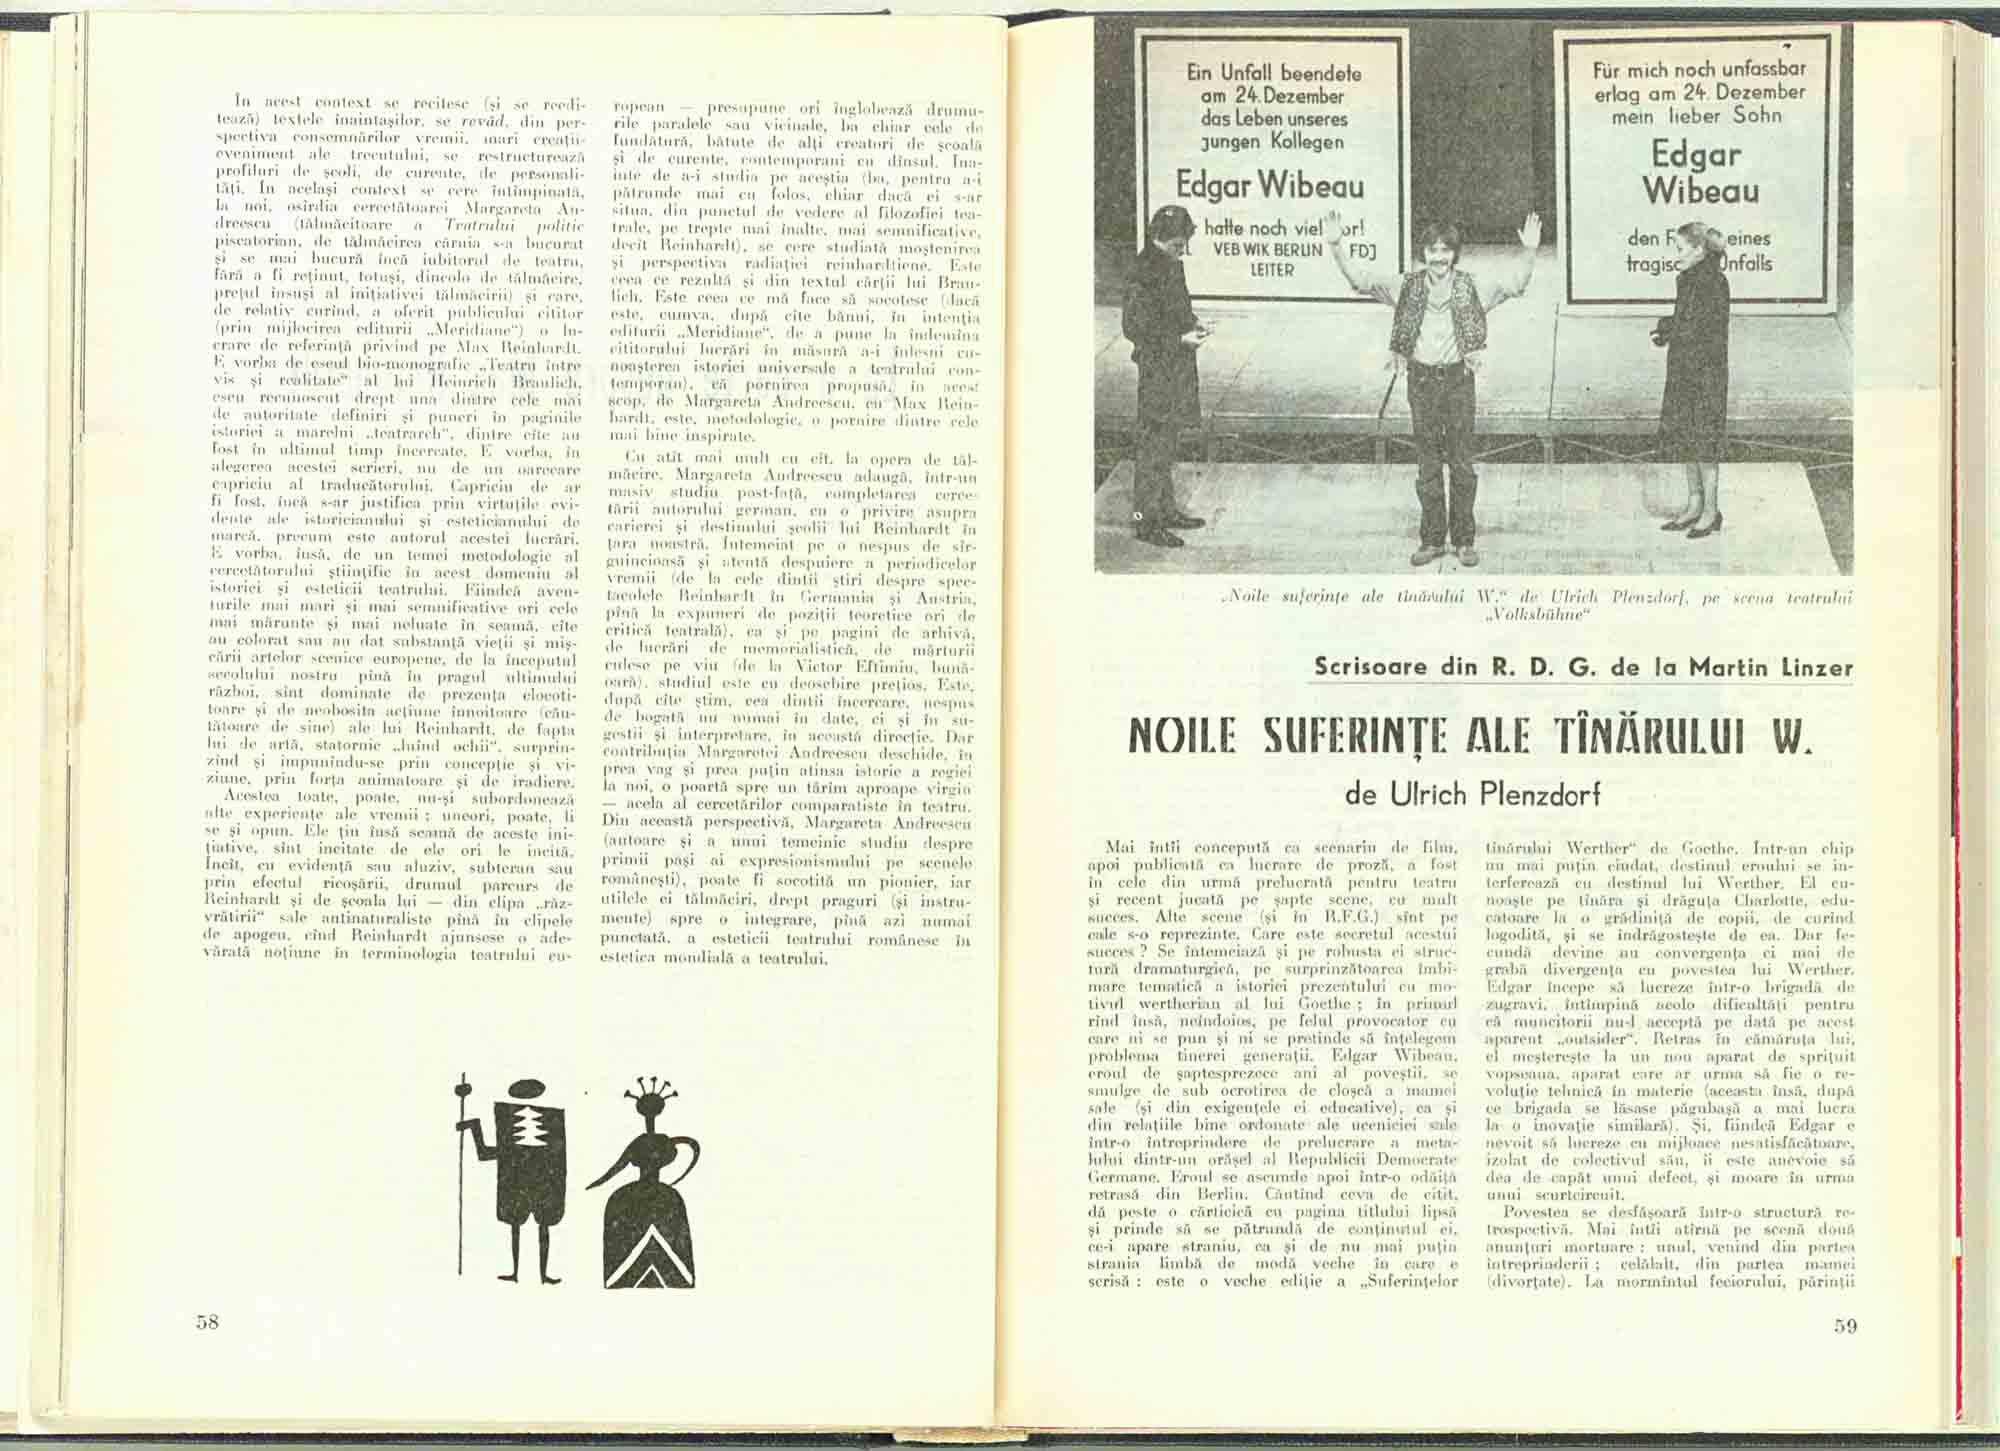 In acest context se recitesc (şi se reedi-
tează) textele înaintaşilor, se revăd, din per-
spectiva consemnărilor vremii, mari creaţii-
eveniment ale trecutului, se restructurează
profiluri de şcoli, de curente, de personali-
tăţi. In acelaşi context se cere întîmpinată,
la noi, osîrdia cercetătoarei Margareta An-
dreescu (tălmăcitoare a Teatrului politic
piscatorian, de tălmăcirea căruia s-a bucurat
şi se mai bucură încă iubitorul de teatru,
fără a fi reţinut, totuşi, dincolo de tălmăcire,
preţul însuşi al iniţiativei tălmăcirii) şi care,
de relativ curînd, a oferit publicului cititor
(prin mijlocirea editurii „Meridiane“) o lu-
crare de referinţă privind pe Max Reinhardt.
E vorba de eseul bio-monografic „Teatru între
vis şi realitate“ al lui Heinrich Braulich,
eseu recunoscut drept una dintre cele mai
de autoritate definiri şi puneri în paginile
istoriei a marelui „teatrarch“, dintre cîte au
fost în ultimul timp încercate. E vorba, în
alegerea acestei scrieri, nu de un oarecare
capriciu al traducătorului. Capriciu de ar
fi fost, încă s-ar justifica prin virtuţile evi-
dente ale istoricianului şi esteticianului de
marcă, precum este autorul acestei lucrări.
E vorba, însă, de un temei metodologic al
cercetătorului ştiinţific în acest domeniu al
istoriei şi esteticii teatrului. Fiindcă aven-
turile mai mari şi mai semnificative ori cele
mai mărunte şi mai neluate în seamă, cîte
au colorat sau au dat substanţă vieţii şi miş-
cării artelor scenice europene, de la începutul
secolului nostru pînă în pragul ultimului
război, sînt dominate de prezenţa clocoti-
toare şi de neobosita acţiune înnoitoare (cău-
tătoare de sine) ale lui Reinhardt, de fapta
lui de artă, statornic „luînd ochii“, surprin-
zînd şi impunîndu-se prin concepţie şi vi-
ziune, prin forţa animatoare şi de iradiere.
Acestea toate, poate, nu-şi subordonează
alte experienţe ale vremii ; uneori, poate, li
se şi opun. Ele ţin însă seamă de aceste ini-
ţiative, sînt incitate de ele ori le incită.
Incît, cu evidenţă sau aluziv, subteran sau
prin efectul ricoşării, drumul parcurs de
Reinhardt şi de şcoala lui — din clipa „răz-
vrătirii“ sale antinaturaliste pînă în clipele
de apogeu, cînd Reinhardt ajunsese o ade-
vărată noţiune în terminologia teatrului eu-
ropean — presupune ori înglobează drumu-
rile paralele sau vicinale, ba chiar cele de
fundătură, bătute de alţi creatori de şcoală
şi de curente, contemporani cu dînsul. Ina-
inte de a-i studia pe aceştia (ba, pentru a-i
pătrunde mai cu folos, chiar dacă ei s-ar
situa, din punctul de vedere al filozofiei tea-
trale, pe trepte mai înalte, mai semnificative,
decît Reinhardt), se cere studiată moştenirea
şi perspectiva radiaţiei reinhardtiene. Este
ceea ce rezultă şi din textul cărţii lui Brau-
lich. Este ceea ce mă face să socotesc (dacă
este, cumva, după cîte bănui, în intenţia
editurii „Meridiane“, de a pune la îndemîna
cititorului lucrări în măsură a-i înlesni cu-
noaşterea istoriei universale a teatrului con-
temporan), că pornirea propusă, în acest
scop, de Margareta Andreescu, cu Max Rein-
hardt, este, metodologic, o pornire dintre cele
mai bine inspirate.
Cu atît mai mult cu cît, la opera de tăl-
măcire, Margareta Andreescu adaugă, într-un
masiv studiu post-faţă, completarea cerce-
tării autorului german, cu o privire asupra
carierei şi destinului şcolii lui Reinhardt în
ţara noastră. Intemeiat pe o nespus de sîr-
guincioasă şi atentă despuiere a periodicelor
vremii (de la cele dintîi ştiri despre spec-
tacolele Reinhardt în Germania şi Austria,
pînă la expuneri de poziţii teoretice ori de
critică teatrală), ca şi pe pagini de arhivă,
de lucrări de memorialistică, de mărturii
culese pe viu (de la Victor Eftimiu, bună-
oară), studiul este cu deosebire preţios. Este,
după cîte ştim, cea dintîi încercare, nespus
de bogată nu numai în date, ci şi în su-
gestii şi interpretare, în această direcţie. Dar
contribuţia Margaretei Andreescu deschide, în
prea vag şi prea puţin atinsa istorie a regiei
la noi, o poartă spre un tărîm aproape virgin
— acela al cercetărilor comparatiste în teatru.
Din această perspectivă, Margareta Andreescu
(autoare şi a unui temeinic studiu despre
primii paşi ai expresionismului pe scenele
româneşti), poate fi socotită un pionier, iar
utilele ei tălmăciri, drept praguri (şi instru-
mente) spre o integrare, pînă azi numai
punctată, a esteticii teatrului românesc în
estetica mondială a teatrului.
58
Ein Unfall beendete
am 24. Dezember
das Leben unseres
jungen Kollegen
Edgar Wibeau
hatte noch viel vor!
VEB WIK BERLIN FDJ
LEITER
Für mich noch unfassbar
erlag am 24. Dezember
mein lieber Sohn
Edgar
Wibeau
den eines
Unfalls
„Noile suferinţe ale tînărului W.“ de Ulrich Plenzdorf, pe scena teatrului
„Volksbühne“
Scrisoare din R. D. G. de la Martin Linzer
NOILE SUFERINŢE ALE TÎNĂRULUI W.
de Ulrich Plenzdorf
Mai întîi concepută ca scenariu de film,
apoi publicată ca lucrare de proză, a fost
în cele din urmă prelucrată pentru teatru
şi recent jucată pe şapte scene, cu mult
succes. Alte scene (şi în R.F.G.) sînt pe
cale s-o reprezinte. Care este secretul acestui
succes ? Se întemeiază şi pe robusta ei struc-
tură dramaturgică, pe surprinzătoarea îmbi-
mare tematică a istoriei prezentului cu mo-
tivul wertherian al lui Goethe ; în primul
rînd însă, neîndoios, pe felul provocator cu
care ni se pun şi ni se pretinde să înţelegem
problema tinerei generaţii. Edgar Wibeau,
eroul de şaptesprezece ani al poveştii, se
smulge de sub ocrotirea de cloşcă a mamei
sale (şi din exigenţele ei educative), ca şi
din relaţiile bine ordonate ale uceniciei sale
într-o întreprindere de prelucrare a meta-
lului dintr-un orăşel al Republicii Democrate
Germane. Eroul se ascunde apoi într-o odăiţă
retrasă din Berlin. Căutînd ceva de citit,
dă peste o cărticică cu pagina titlului lipsă
şi prinde să se pătrundă de conţinutul ei,
ce-i apare straniu, ca şi de nu mai puţin
strania limbă de modă veche în care e
scrisă : este o veche ediţie a „Suferinţelor
tînărului Werther“ de Goethe. Intr-un chip
nu mai puţin ciudat, destinul eroului se in-
terferează cu destinul lui Werther. El cu-
noaşte pe tînăra şi drăguţa Charlotte, edu-
catoare la o grădiniţă de copii, de curînd
logodită, şi se îndrăgosteşte de ea. Dar fe-
cundă devine nu convergenţa ci mai de
grabă divergenţa cu povestea lui Werther.
Edgar începe să lucreze într-o brigadă de
zugravi, întîmpină acolo dificultăţi pentru
că muncitorii nu-l acceptă pe dată pe acest
aparent „outsider“. Retras în cămăruţa lui,
el meştereşte la un nou aparat de spriţuit
vopseaua, aparat care ar urma să fie o re-
voluţie tehnică în materie (aceasta însă, după
ce brigada se lăsase păgubaşă a mai lucra
la o inovaţie similară). Şi, fiindcă Edgar e
nevoit să lucreze cu mijloace nesatisfăcătoare,
izolat de colectivul său, îi este anevoie să
dea de capăt unui defect, şi moare în urma
unui scurtcircuit.
Povestea se desfăşoară într-o structură re-
trospectivă. Mai întîi atîrnă pe scenă două
anunţuri mortuare : unul, venind din partea
întreprinderii ; celălalt, din partea mamei
(divorţate). La mormîntul feciorului, părinţii
59